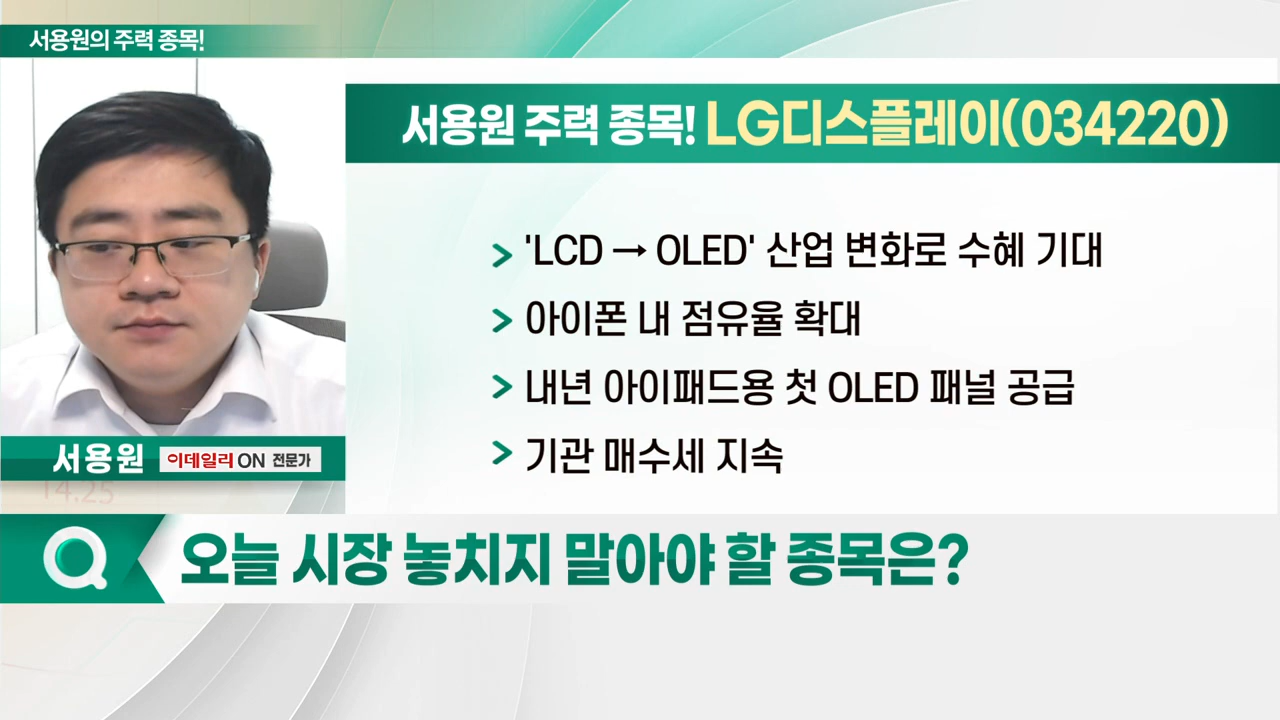 서용원의 주력 종목!
서용원 주력 종목! LG디스플레이(034220)
'LCD → OLED' 산업 변화로 수혜 기대
아이폰 내 점유율 확대
내년 아이패드용 첫 OLED 패널 공급
기관 매수세 지속
서용원 이데일리 ON 전문가
14.25
Q 오늘 시장 놓치지 말아야 할 종목은?